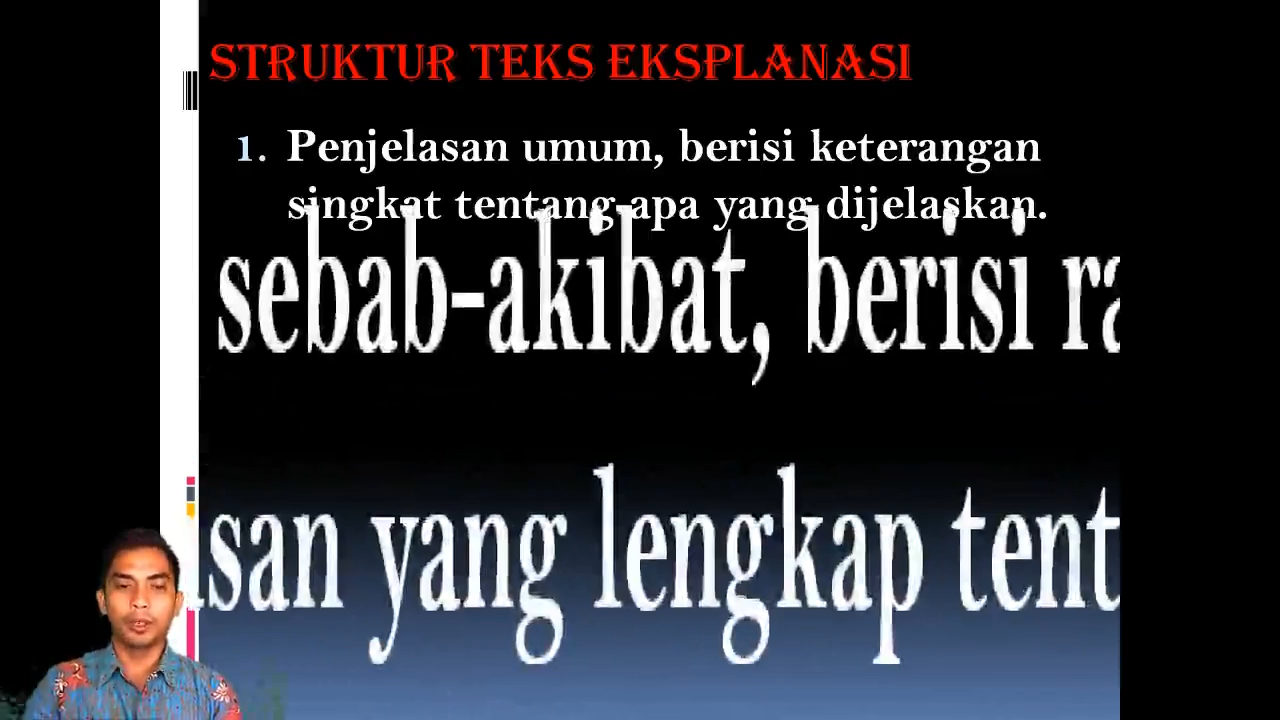 STRUKTUR TEKS EKSPLANASI
1. Penjelasan umum, berisi keterangan
singkat tentang apa yang dijelaskan.
sebab-akibat, berisi
yang lengkap